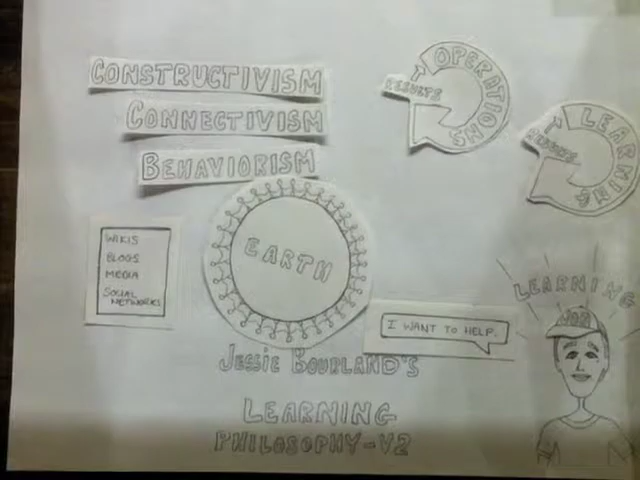 CONSTRUCTIVISM
CONNECTIVISM
BEHAVIORISM
OPERATIONS
RESULTS
LEARNING
WIKIS
BLOGS
MEDIA
SOCIAL
NETWORKS
EARTH
I WANT TO HELP.
LEARNING
JESSIE BOURLAND'S
LEARNING
PHILOSOPHY-V2